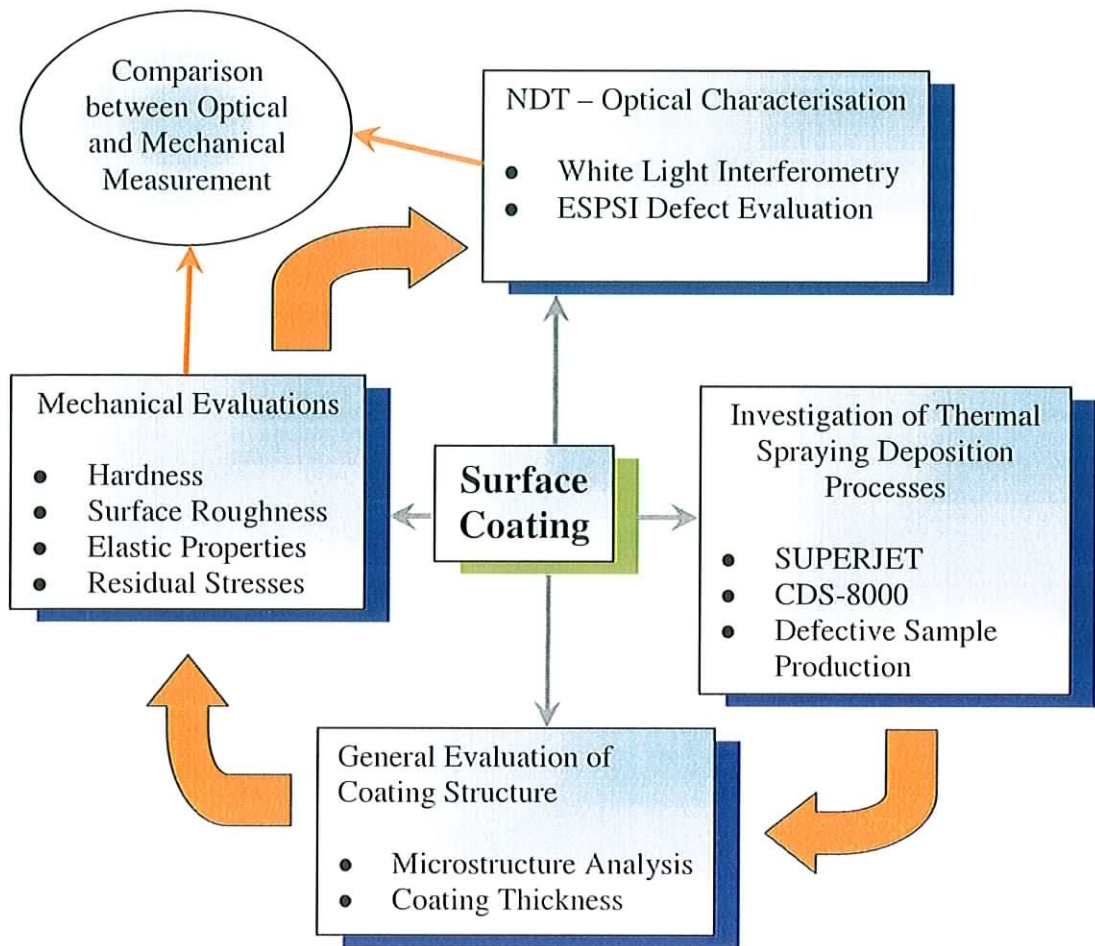 Comparison
between Optical
and Mechanical
Measurement
NDT – Optical Characterisation
• White Light Interferometry
• ESPSI Defect Evaluation
Mechanical Evaluations
• Hardness
• Surface Roughness
• Elastic Properties
• Residual Stresses
Surface
Coating
Investigation of Thermal
Spraying Deposition
Processes
• SUPERJET
• CDS-8000
• Defective Sample
Production
General Evaluation of
Coating Structure
• Microstructure Analysis
• Coating Thickness